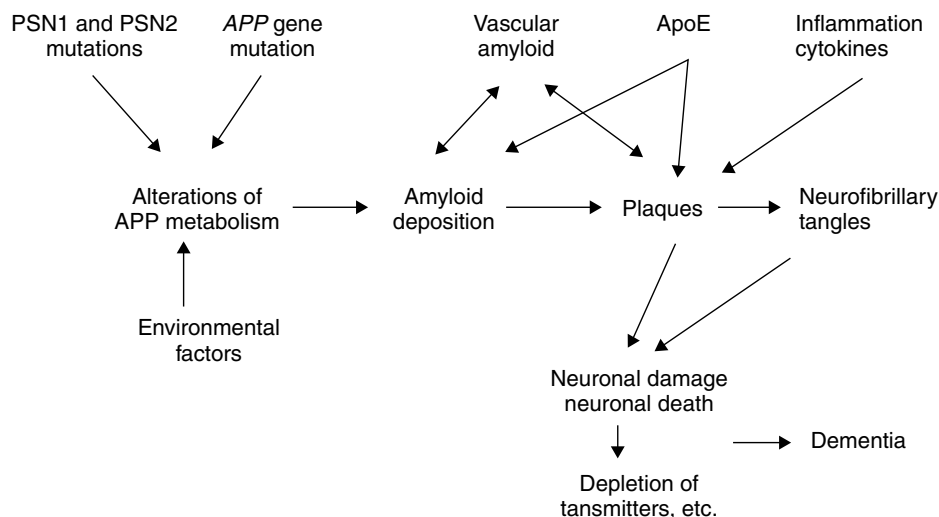 PSN1 and PSN2
mutations
APP gene
mutation
Vascular
amyloid
ApoE
Inflammation
cytokines
Alterations of
APP metabolism
Amyloid
deposition
Plaques
Neurofibrillary
tangles
Environmental
factors
Neuronal damage
neuronal death
Dementia
Depletion of
tansmitters, etc.